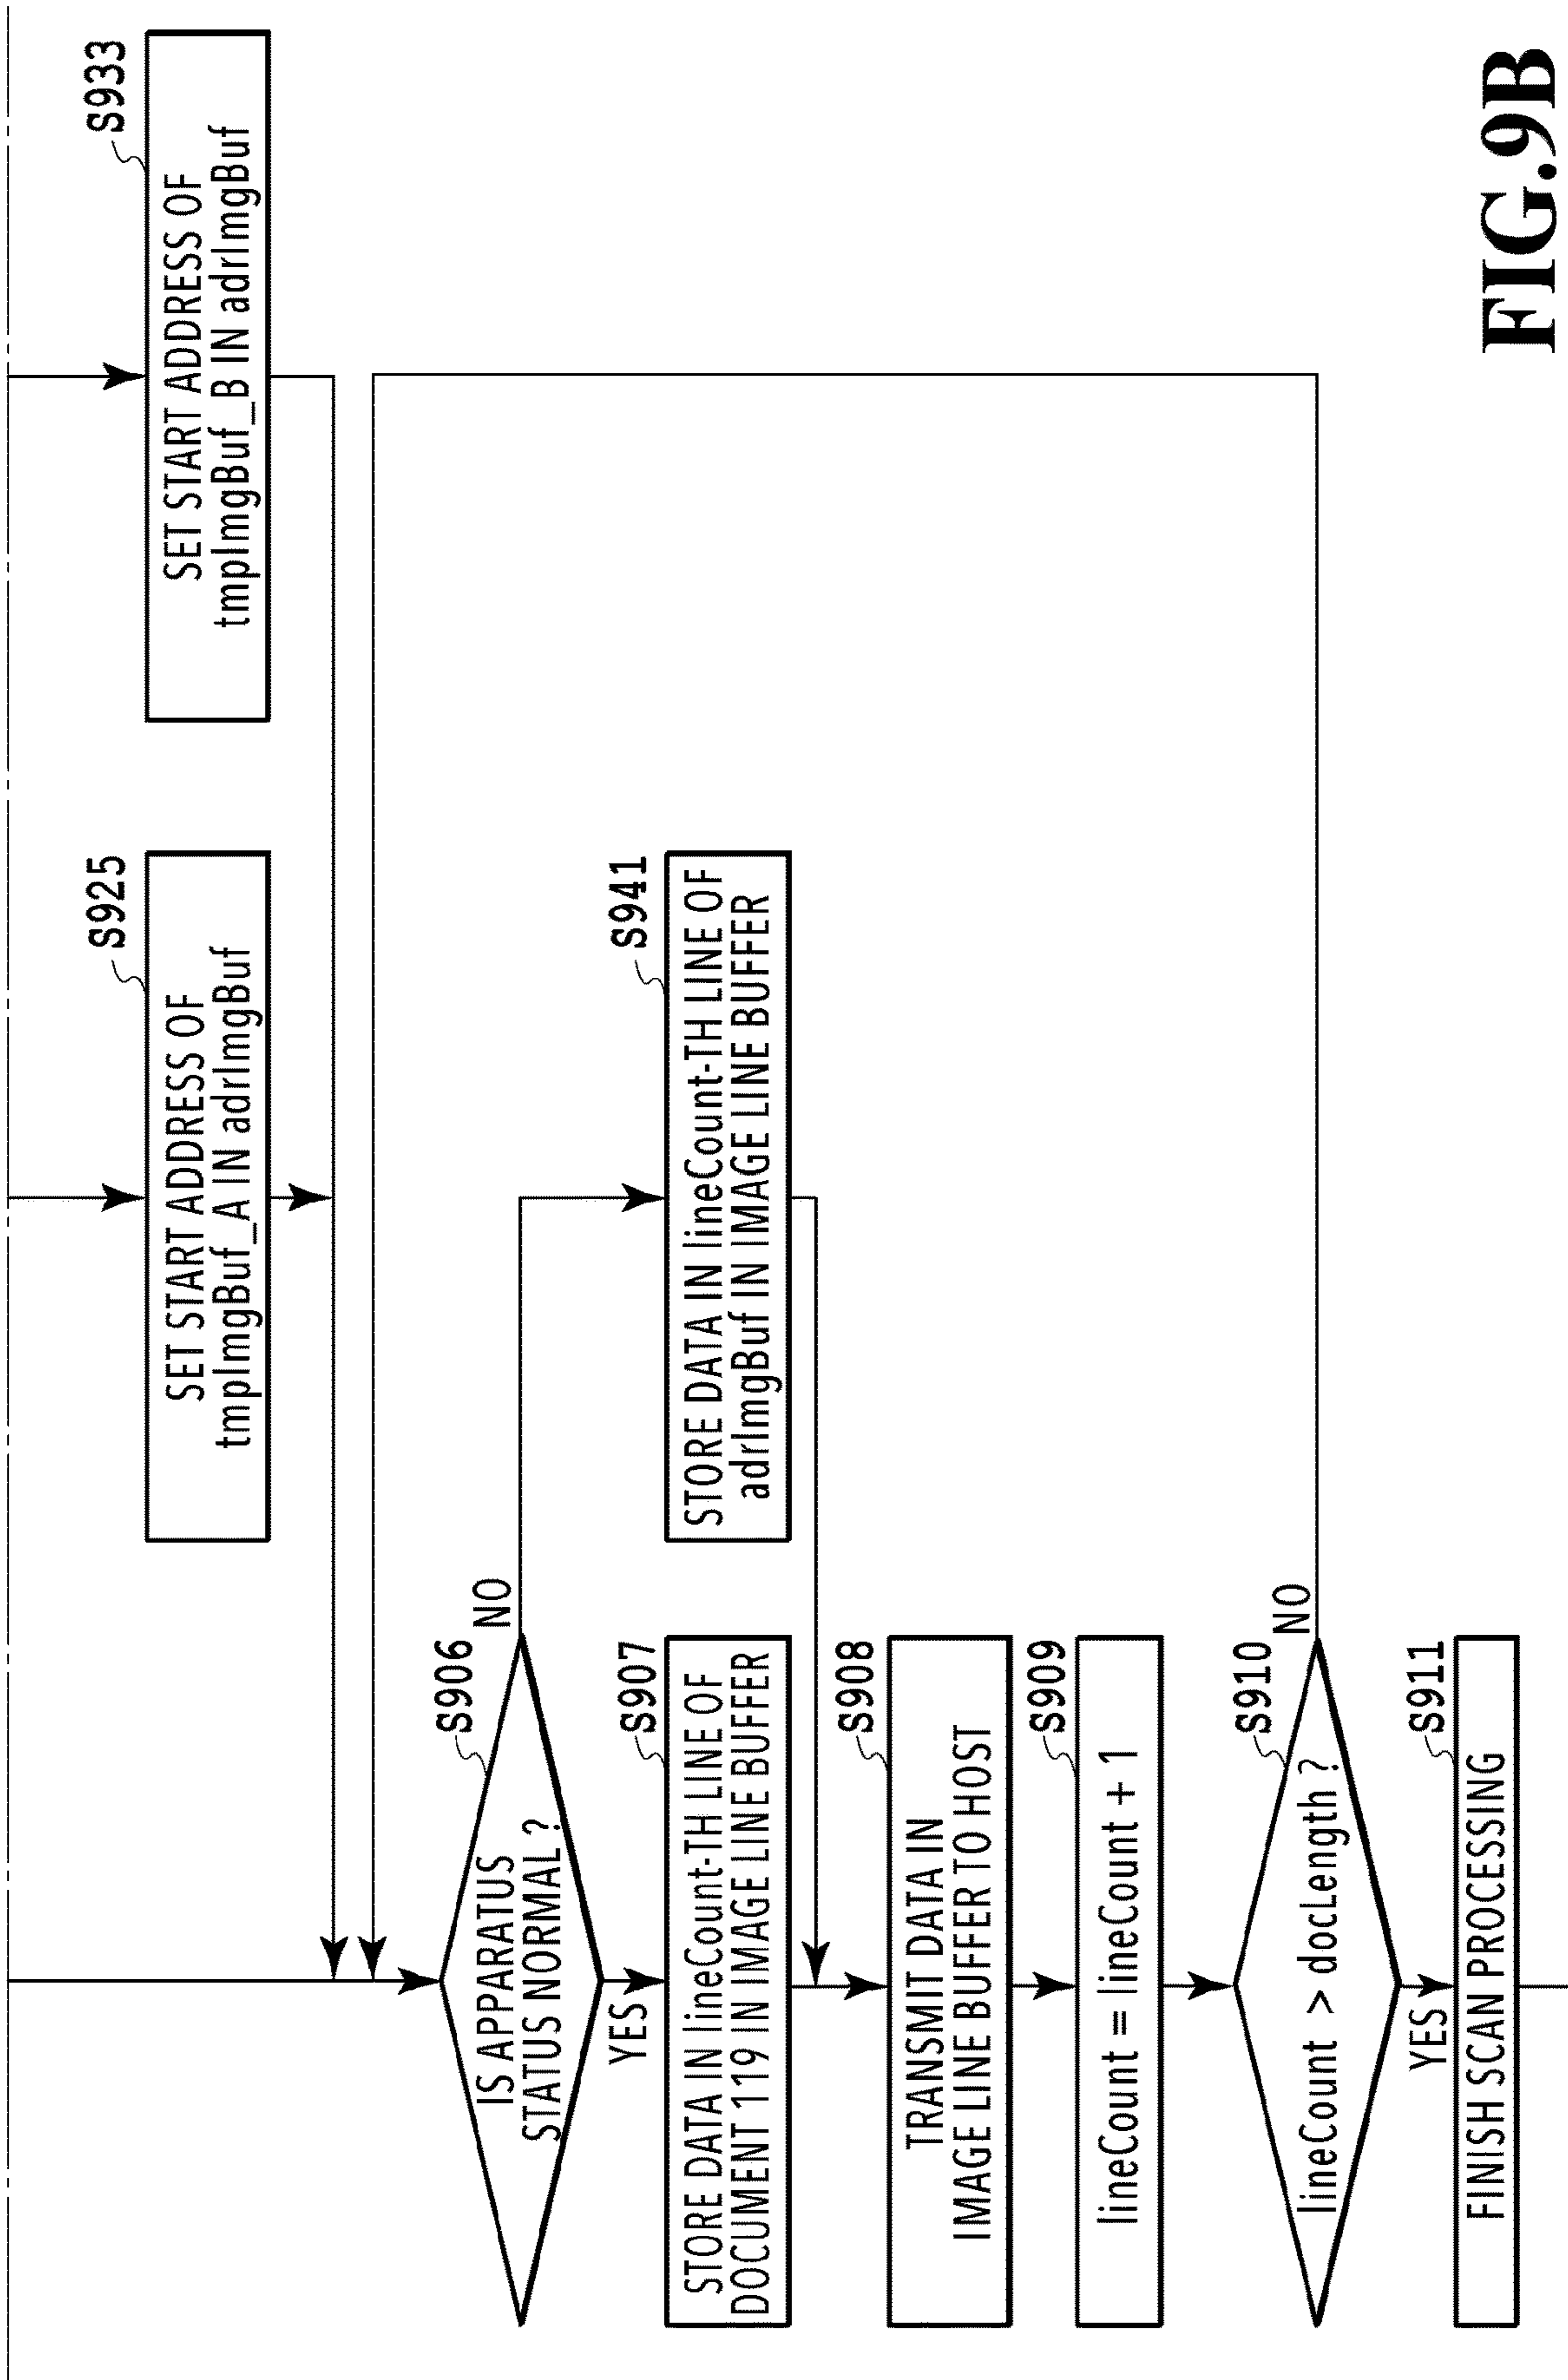 S933
SET START ADDRESS OF
tmpImgBuf_B IN adrImgBuf
S925
SET START ADDRESS OF
tmpImgBuf_A IN adrImgBuf
S906
IS APPARATUS
STATUS NORMAL ?
NO
YES
S941
STORE DATA IN lineCount-TH LINE OF
adrImgBuf IN IMAGE LINE BUFFER
S907
STORE DATA IN lineCount-TH LINE OF
DOCUMENT 119 IN IMAGE LINE BUFFER
S908
TRANSMIT DATA IN
IMAGE LINE BUFFER TO HOST
S909
lineCount = lineCount + 1
S910
lineCount > docLength ?
NO
YES
S911
FINISH SCAN PROCESSING
FIG.9B